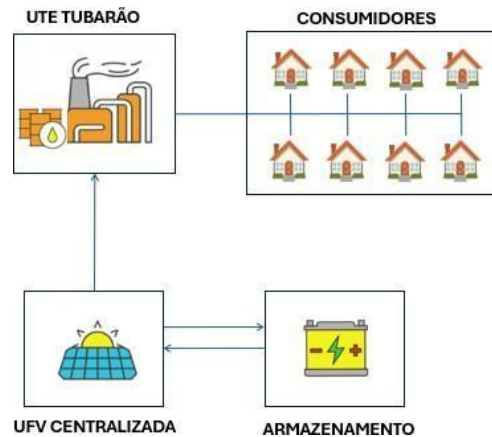 UTE TUBARÃO
CONSUMIDORES
UFV CENTRALIZADA
ARMAZENAMENTO